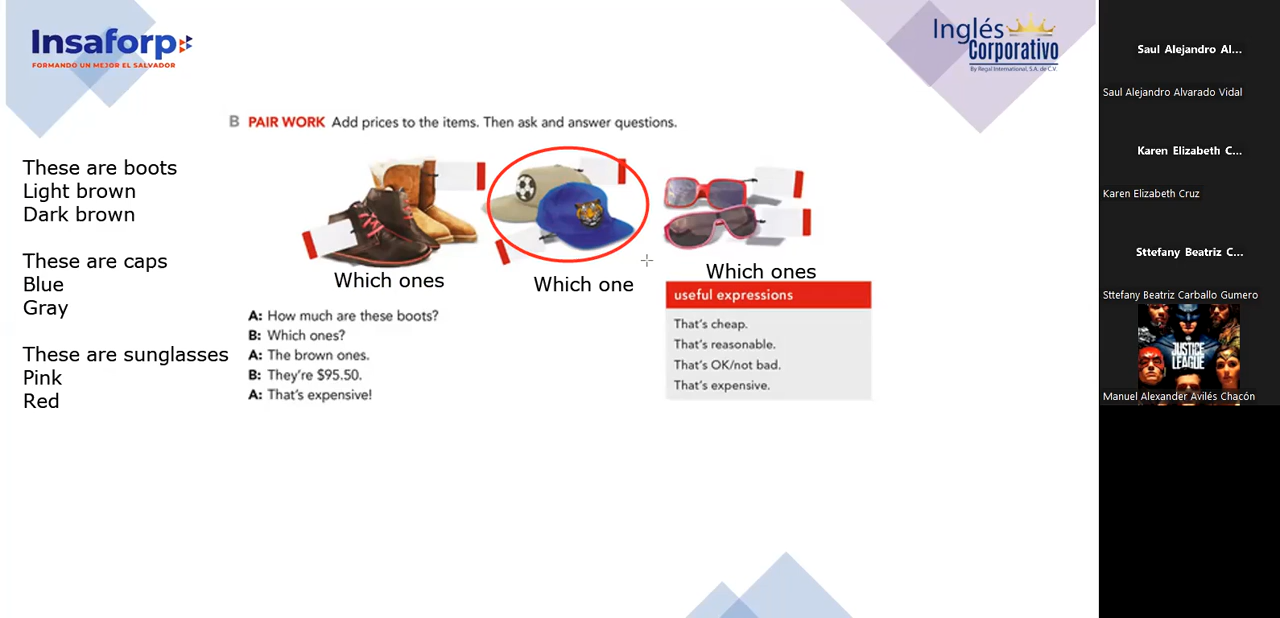 Insaforp
FORMANDO UN MEJOR EL SALVADOR
Inglés
Corporativo
By Regal International, S.A. de C.V.
B PAIR WORK Add prices to the items. Then ask and answer questions.
These are boots
Light brown
Dark brown
These are caps
Blue
Gray
These are sunglasses
Pink
Red
Which ones
Which one
Which ones
A: How much are these boots?
B: Which ones?
A: The brown ones.
B: They're $95.50.
A: That's expensive!
useful expressions
That's cheap.
That's reasonable.
That's OK/not bad.
That's expensive.
Saul Alejandro Al...
Saul Alejandro Alvarado Vidal
Karen Elizabeth C...
Karen Elizabeth Cruz
Sttefany Beatriz C...
Sttefany Beatriz Carballo Gumero
JUSTICE
LEAGUE
Manuel Alexander Avilés Chacón